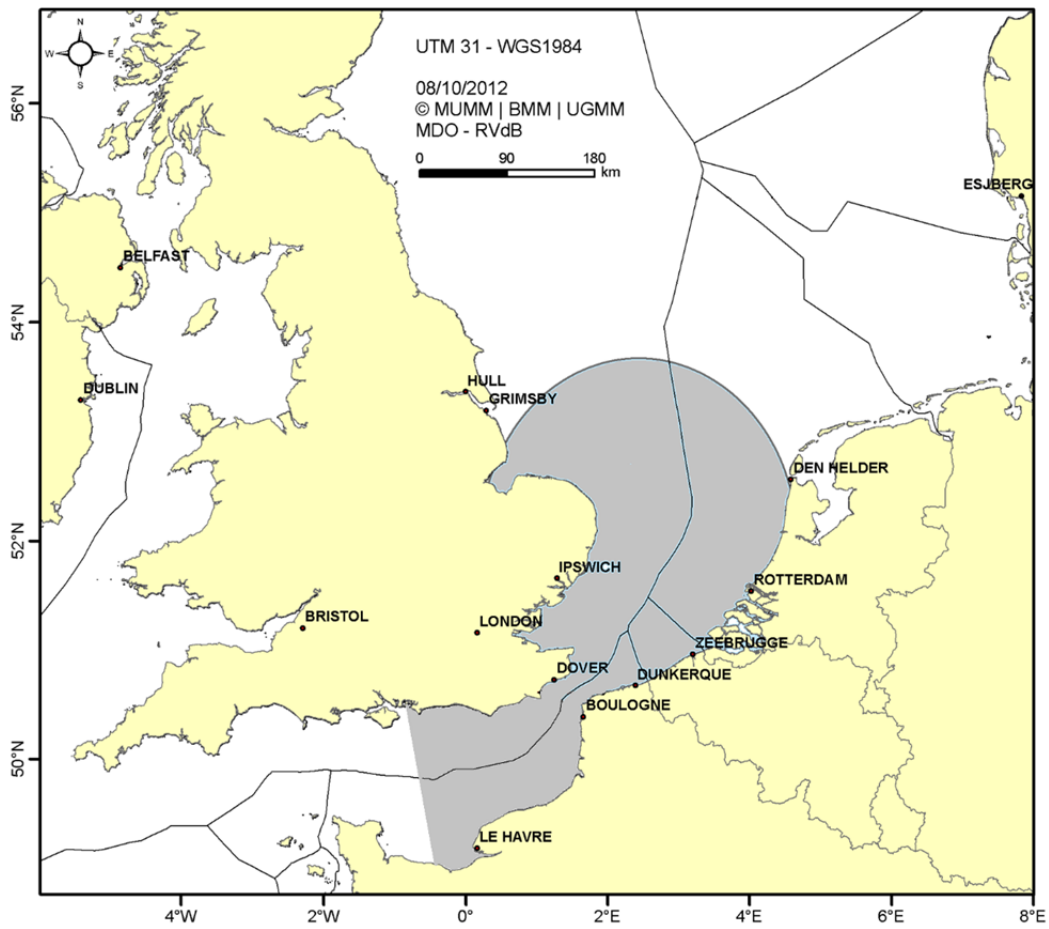 N
W E
S
UTM 31 - WGS1984
08/10/2012
© MUMM | BMM | UGMM
MDO - RVdB
0 90 180
km
56°N
54°N
52°N
50°N
ESJBERG
BELFAST
DUBLIN
HULL
GRIMSBY
DEN HELDER
IPSWICH
ROTTERDAM
BRISTOL
LONDON
ZEEBRUGGE
DOVER
DUNKERQUE
BOULOGNE
LE HAVRE
4°W 2°W 0° 2°E 4°E 6°E 8°E